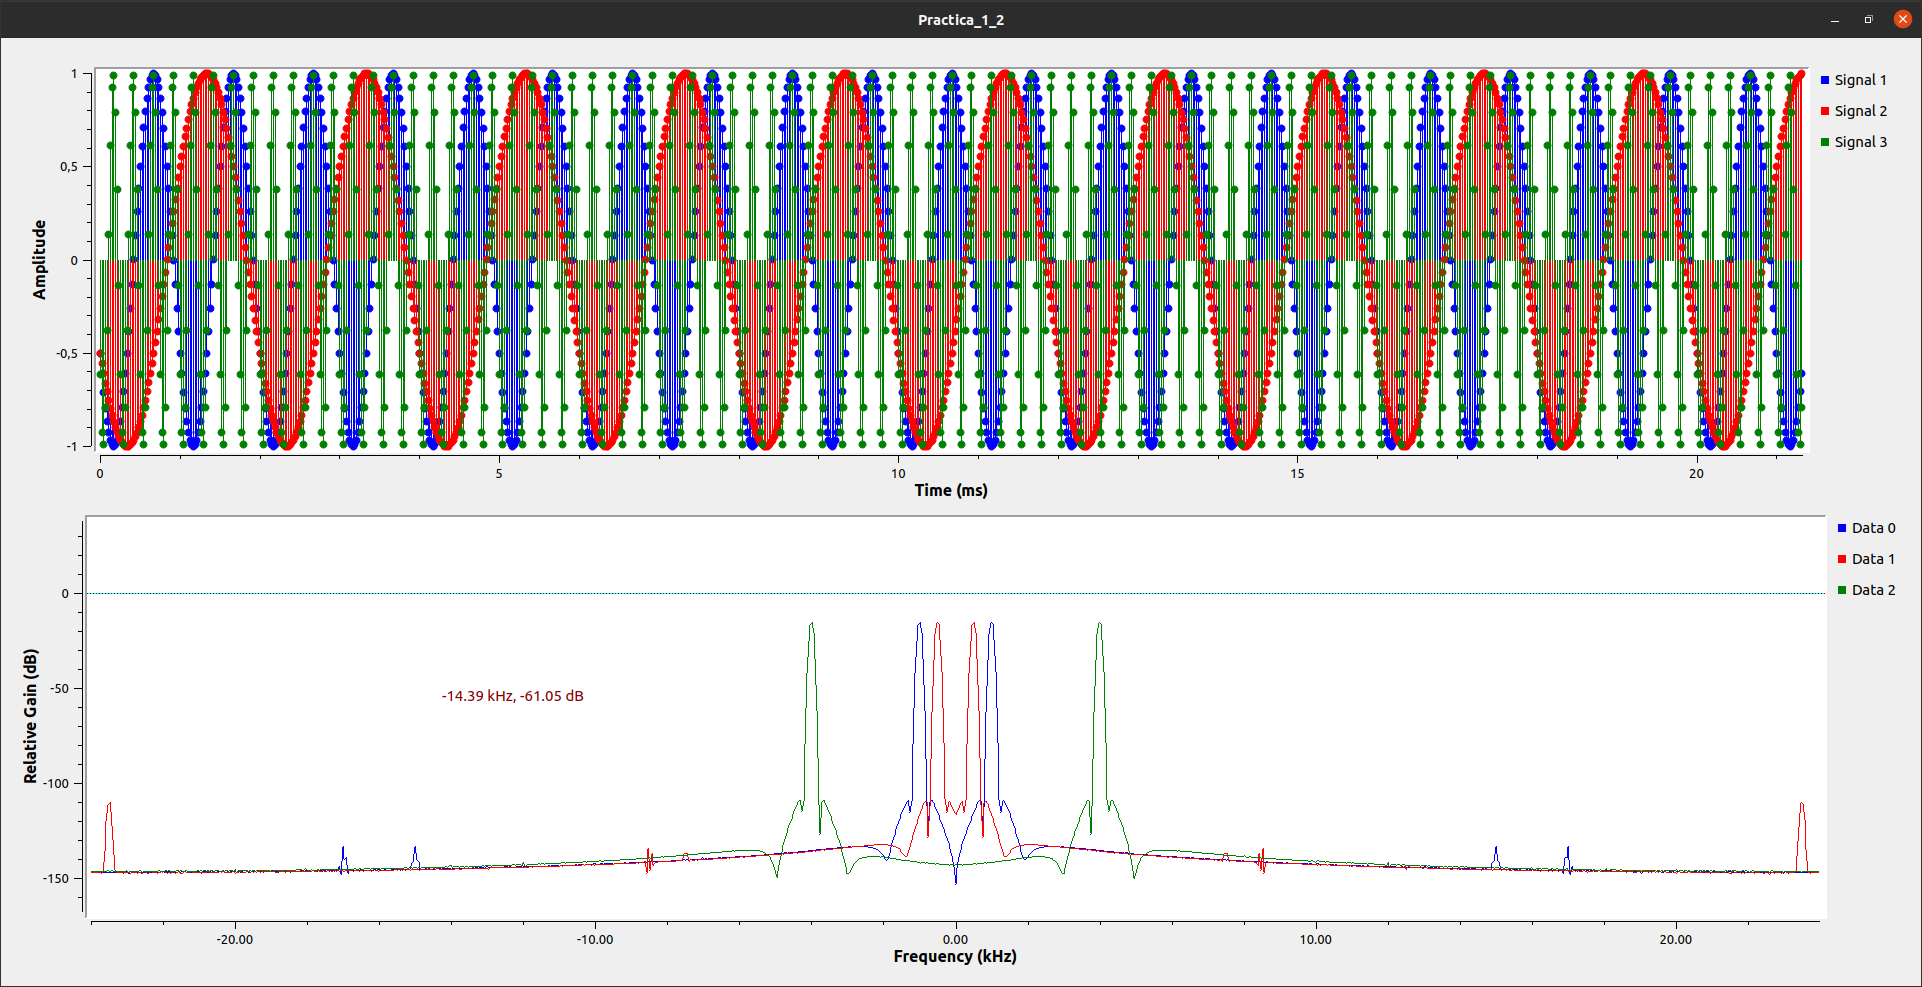 Practica_1_2
1
0,5
0
-0,5
-1
Amplitude
0
5
10
15
20
Time (ms)
Signal 1
Signal 2
Signal 3
0
-50
-100
-150
Relative Gain (dB)
-14.39 kHz, -61.05 dB
-20.00
-10.00
0.00
10.00
20.00
Frequency (kHz)
Data 0
Data 1
Data 2